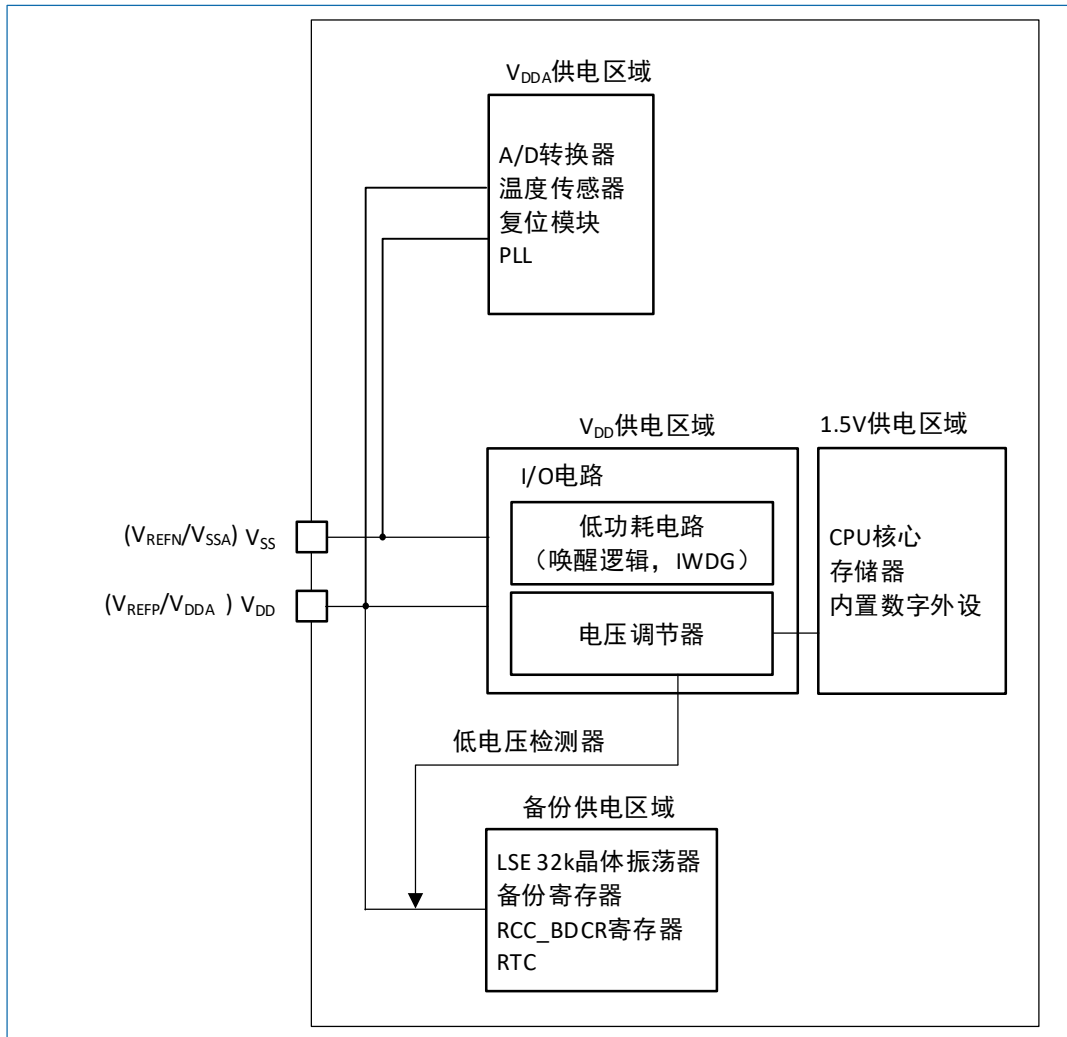 VDDA供电区域
A/D转换器
温度传感器
复位模块
PLL
VDD供电区域
1.5V供电区域
I/O电路
低功耗电路
（唤醒逻辑，IWDG）
电压调节器
CPU核心
存储器
内置数字外设
(VREFN/VSSA) VSS
(VREFP/VDDA ) VDD
低电压检测器
备份供电区域
LSE 32k晶体振荡器
备份寄存器
RCC_BDCR寄存器
RTC